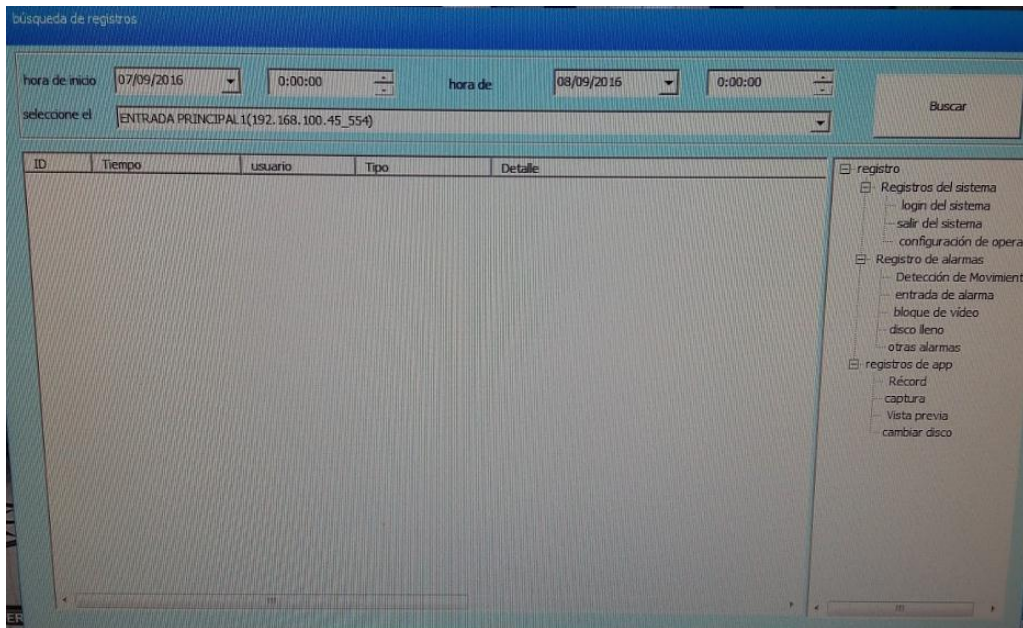 búsqueda de registros
hora de inicio 07/09/2016 0:00:00 hora de 08/09/2016 0:00:00
Buscar
seleccione el ENTRADA PRINCIPAL 1(192.168.100.45_554)
ID Tiempo usuario Tipo Detalle
registro
Registros del sistema
login del sistema
salir del sistema
configuración de opera
Registro de alarmas
Detección de Movimient
entrada de alarma
bloque de vídeo
disco lleno
otras alarmas
registros de app
Récord
captura
Vista previa
cambiar disco
ER